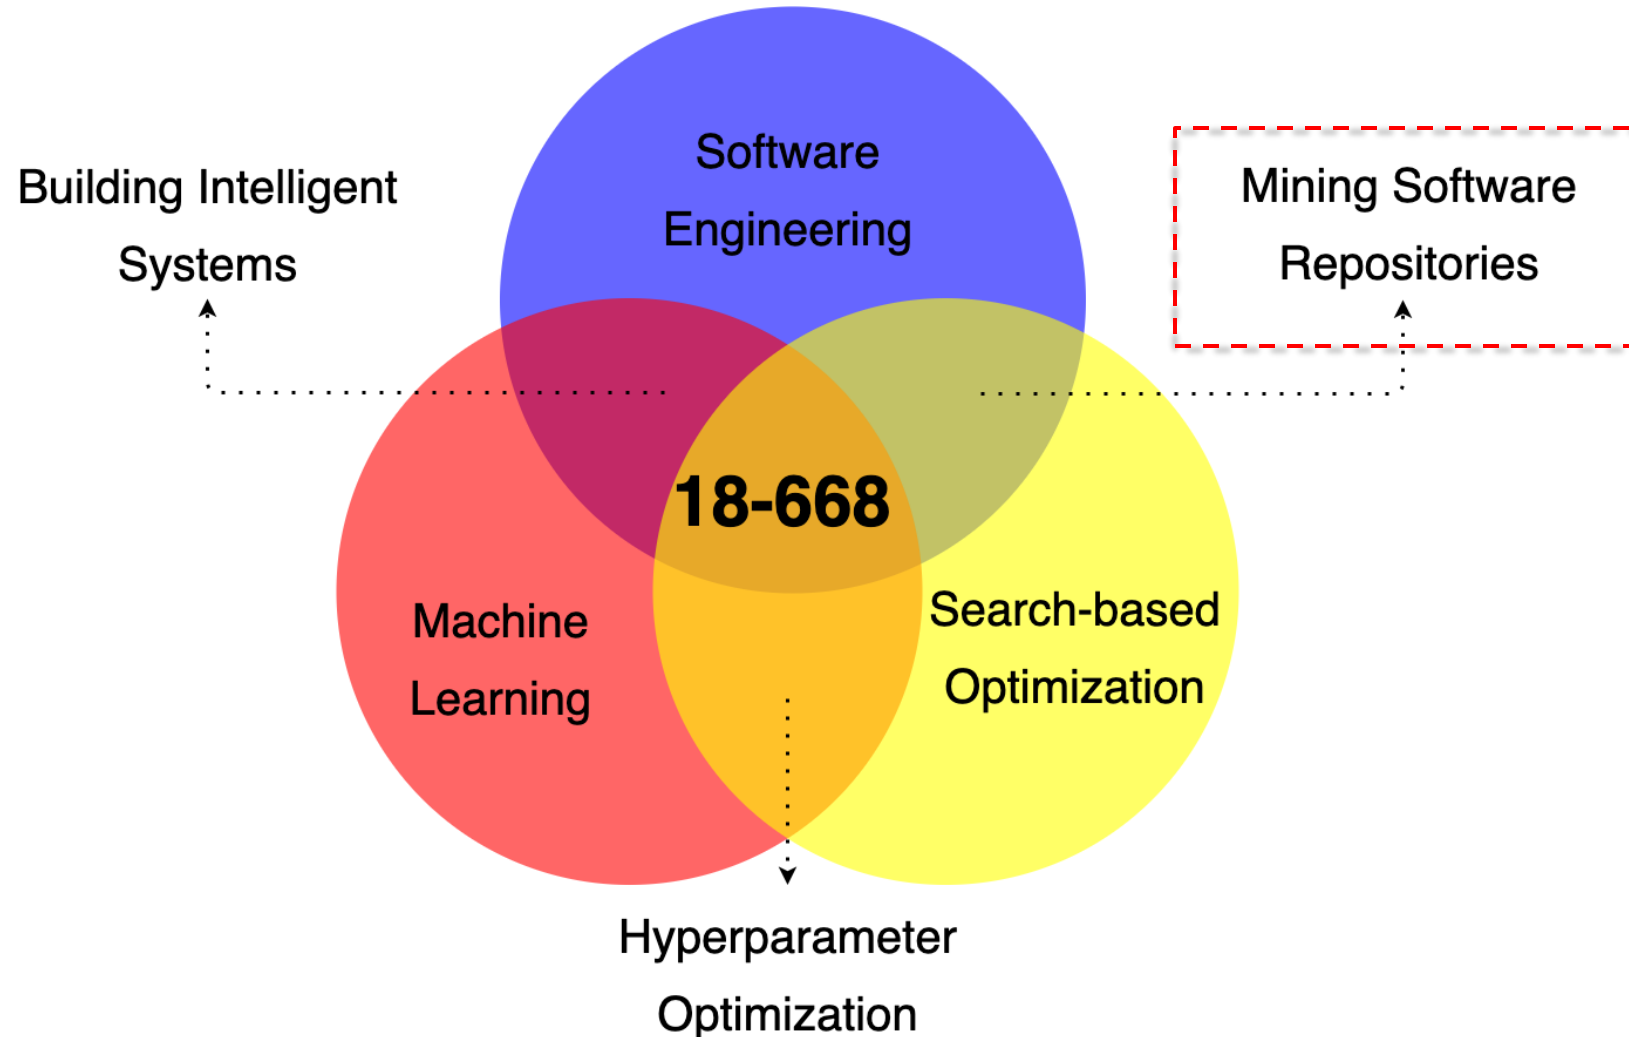 Software
Engineering
Building Intelligent
Systems
Mining Software
Repositories
18-668
Machine
Learning
Search-based
Optimization
Hyperparameter
Optimization